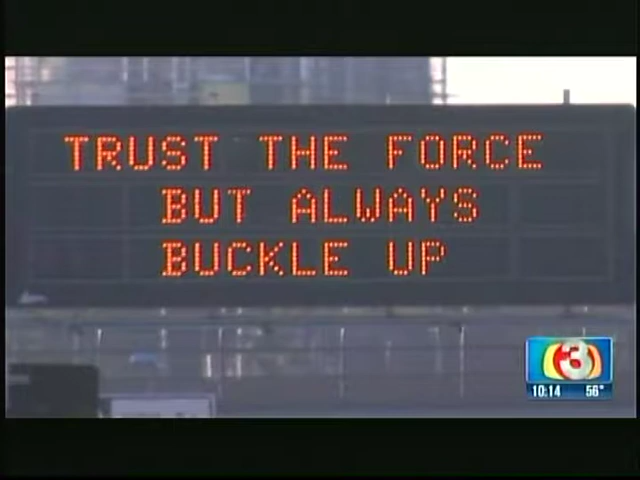 TRUST THE FORCE
BUT ALWAYS
BUCKLE UP
3
10:14 56°